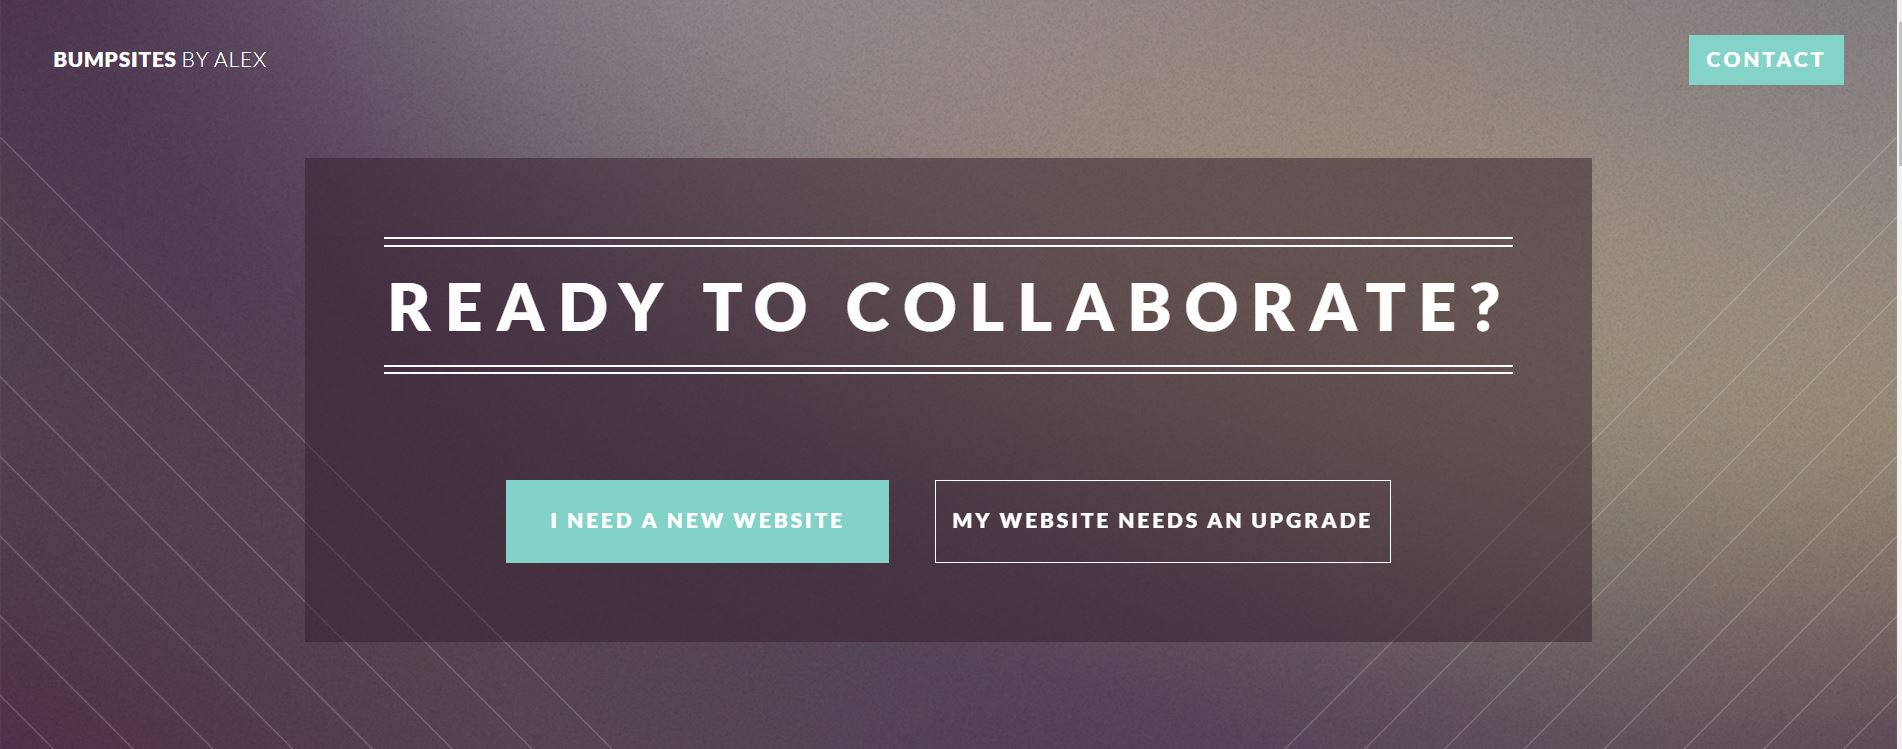 BUMPSITES BY ALEX
CONTACT
READY TO COLLABORATE?
I NEED A NEW WEBSITE
MY WEBSITE NEEDS AN UPGRADE